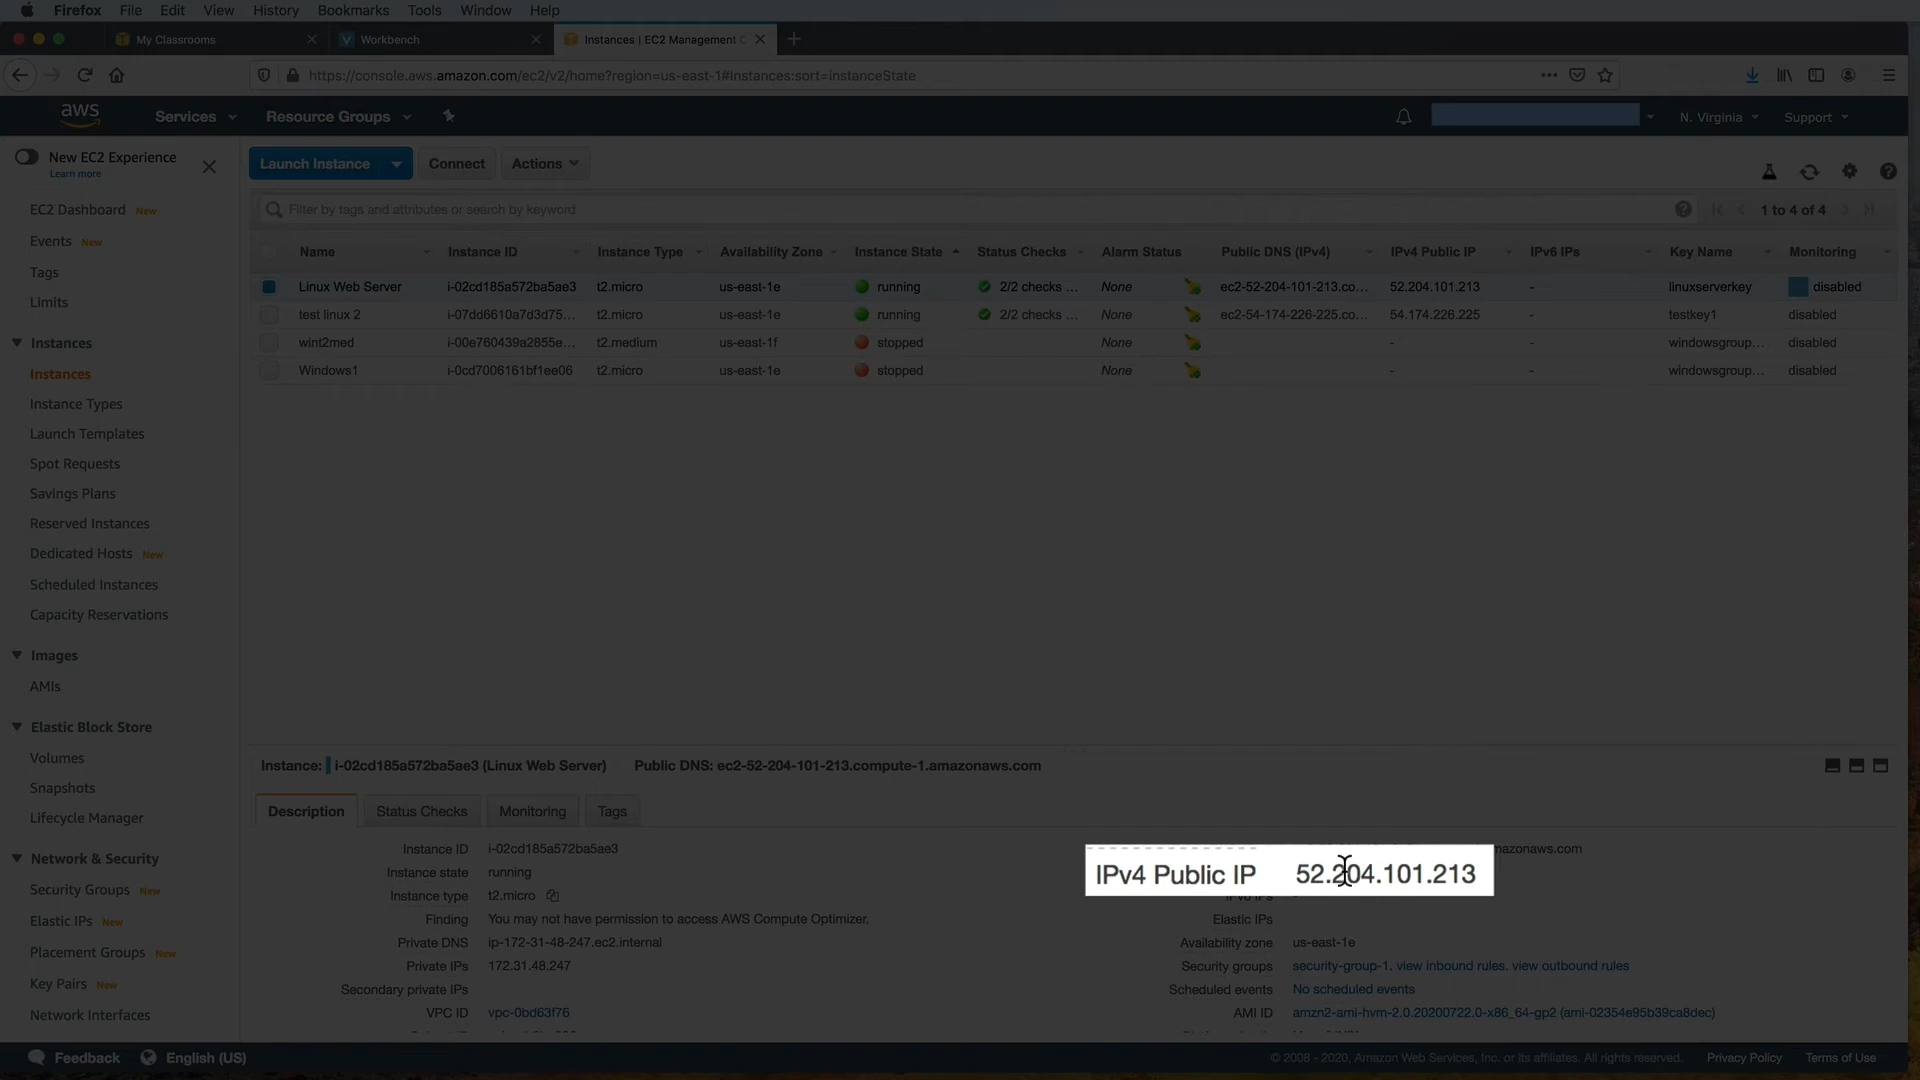 Firefox File Edit View History Bookmarks Tools Window Help
My Classrooms Workbench Instances | EC2 Management C
https://console.aws.amazon.com/ec2/v2/home?region=us-east-1#Instances:sort=instanceState
aws Services Resource Groups N. Virginia Support
New EC2 Experience
Learn more
EC2 Dashboard New
Events New
Tags
Limits
Instances
Instances
Instance Types
Launch Templates
Spot Requests
Savings Plans
Reserved Instances
Dedicated Hosts New
Scheduled Instances
Capacity Reservations
Images
AMIs
Elastic Block Store
Volumes
Snapshots
Lifecycle Manager
Network & Security
Security Groups New
Elastic IPs New
Placement Groups New
Key Pairs New
Network Interfaces
Launch Instance Connect Actions
Filter by tags and attributes or search by keyword 1 to 4 of 4
Name Instance ID Instance Type Availability Zone Instance State Status Checks Alarm Status Public DNS (IPv4) IPv4 Public IP IPv6 IPs Key Name Monitoring
Linux Web Server i-02cd185a572ba5ae3 t2.micro us-east-1e running 2/2 checks ... None ec2-52-204-101-213.co... 52.204.101.213 - linuxserverkey disabled
test linux 2 i-07dd6610a7d3d75... t2.micro us-east-1e running 2/2 checks ... None ec2-54-174-226-225.co... 54.174.226.225 - testkey1 disabled
wint2med i-00e760439a2855e... t2.medium us-east-1f stopped None - - windowsgroup... disabled
Windows1 i-0cd7006161bf1ee06 t2.micro us-east-1e stopped None - - windowsgroup... disabled
Instance: i-02cd185a572ba5ae3 (Linux Web Server) Public DNS: ec2-52-204-101-213.compute-1.amazonaws.com
Description Status Checks Monitoring Tags
Instance ID i-02cd185a572ba5ae3
Instance state running
Instance type t2.micro
Finding You may not have permission to access AWS Compute Optimizer.
Private DNS ip-172-31-48-247.ec2.internal
Private IPs 172.31.48.247
Secondary private IPs
VPC ID vpc-0bd63f76
mazonaws.com
IPv4 Public IP 52.204.101.213
IPv6 IPs -
Elastic IPs
Availability zone us-east-1e
Security groups security-group-1. view inbound rules. view outbound rules
Scheduled events No scheduled events
AMI ID amzn2-ami-hvm-2.0.20200722.0-x86_64-gp2 (ami-02354e95b39ca8dec)
Feedback English (US) © 2008 - 2020, Amazon Web Services, Inc. or its affiliates. All rights reserved. Privacy Policy Terms of Use